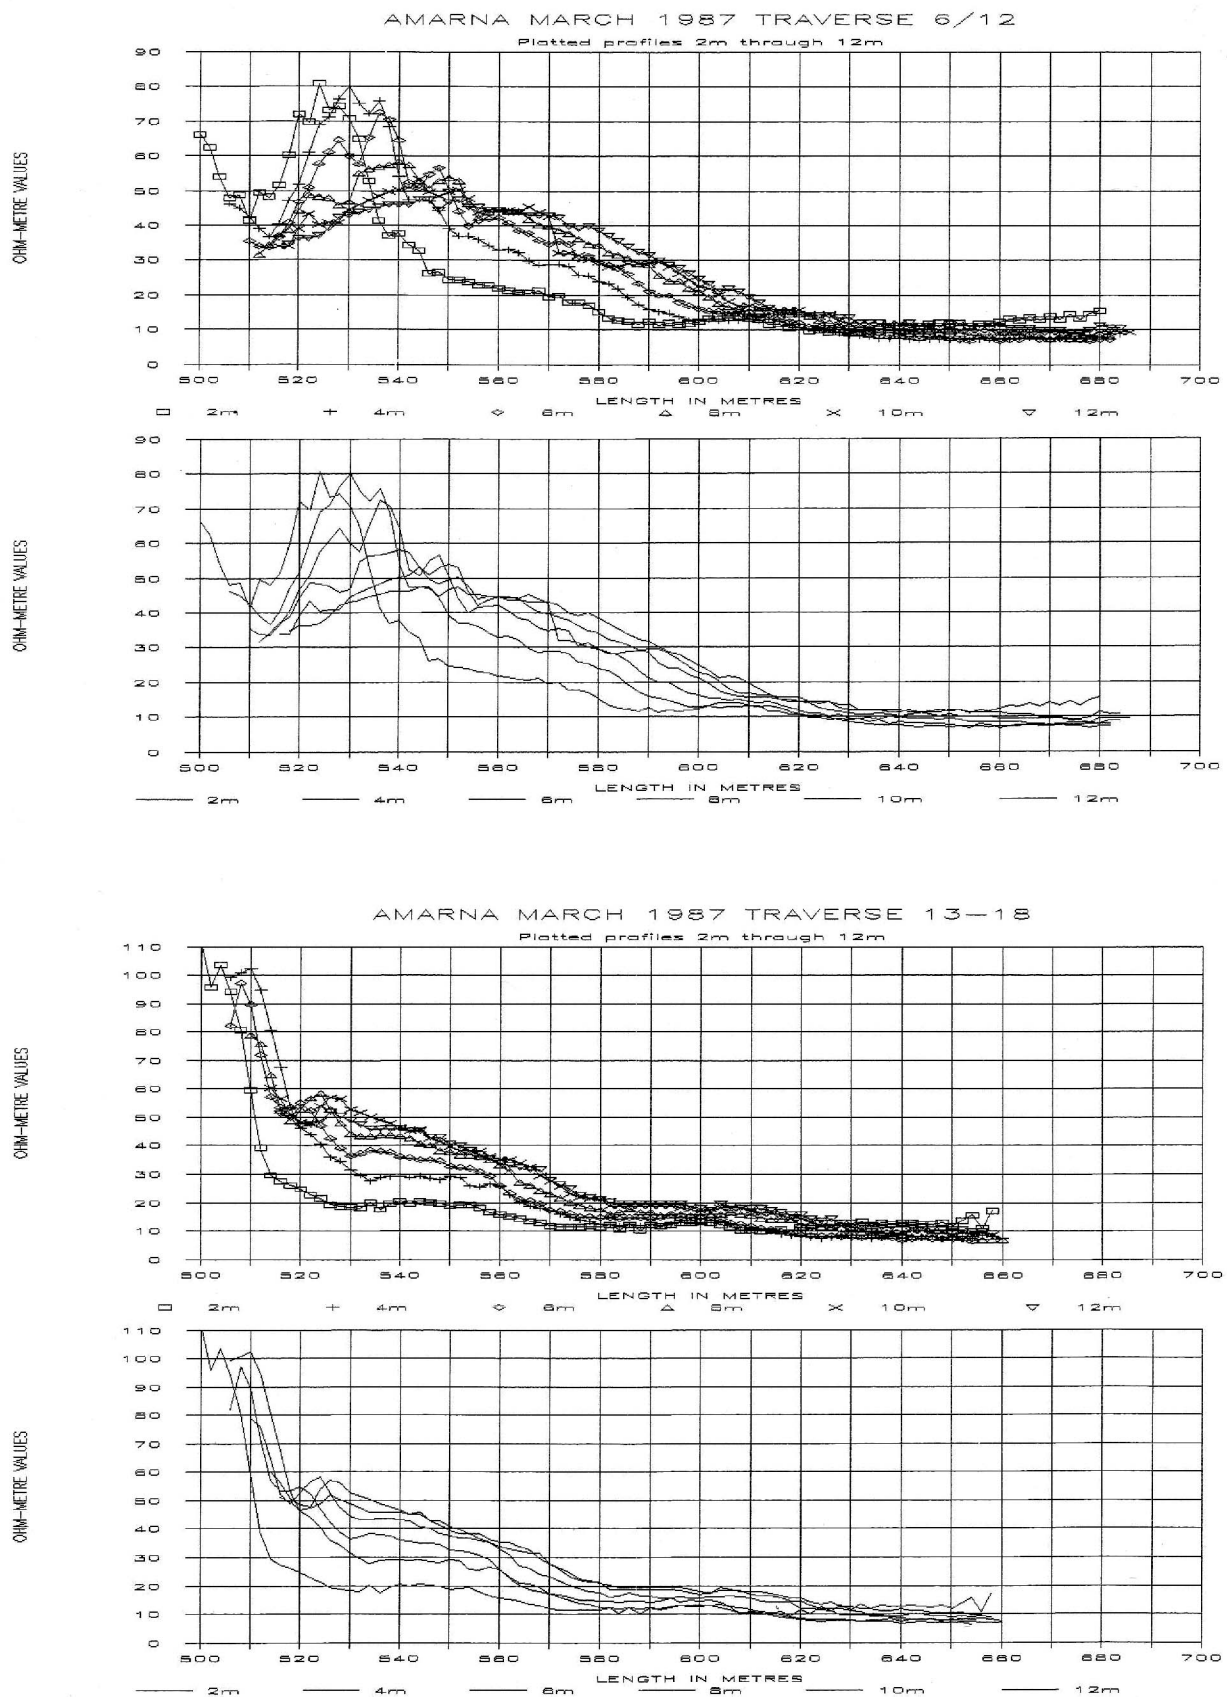 AMARNA MARCH 1987 TRAVERSE 6/12
Plotted profiles 2m through 12m
OHM-METRE VALUES
90
80
70
60
50
40
30
20
10
0
500 520 540 560 580 600 620 640 660 680 700
LENGTH IN METRES
2m 4m 6m 8m 10m 12m
OHM-METRE VALUES
90
80
70
60
50
40
30
20
10
0
500 520 540 560 580 600 620 640 660 680 700
LENGTH IN METRES
2m 4m 6m 8m 10m 12m
AMARNA MARCH 1987 TRAVERSE 13-18
Plotted profiles 2m through 12m
OHM-METRE VALUES
110
100
90
80
70
60
50
40
30
20
10
0
500 520 540 560 580 600 620 640 660 680 700
LENGTH IN METRES
2m 4m 6m 8m 10m 12m
OHM-METRE VALUES
110
100
90
80
70
60
50
40
30
20
10
0
500 520 540 560 580 600 620 640 660 680 700
LENGTH IN METRES
2m 4m 6m 8m 10m 12m